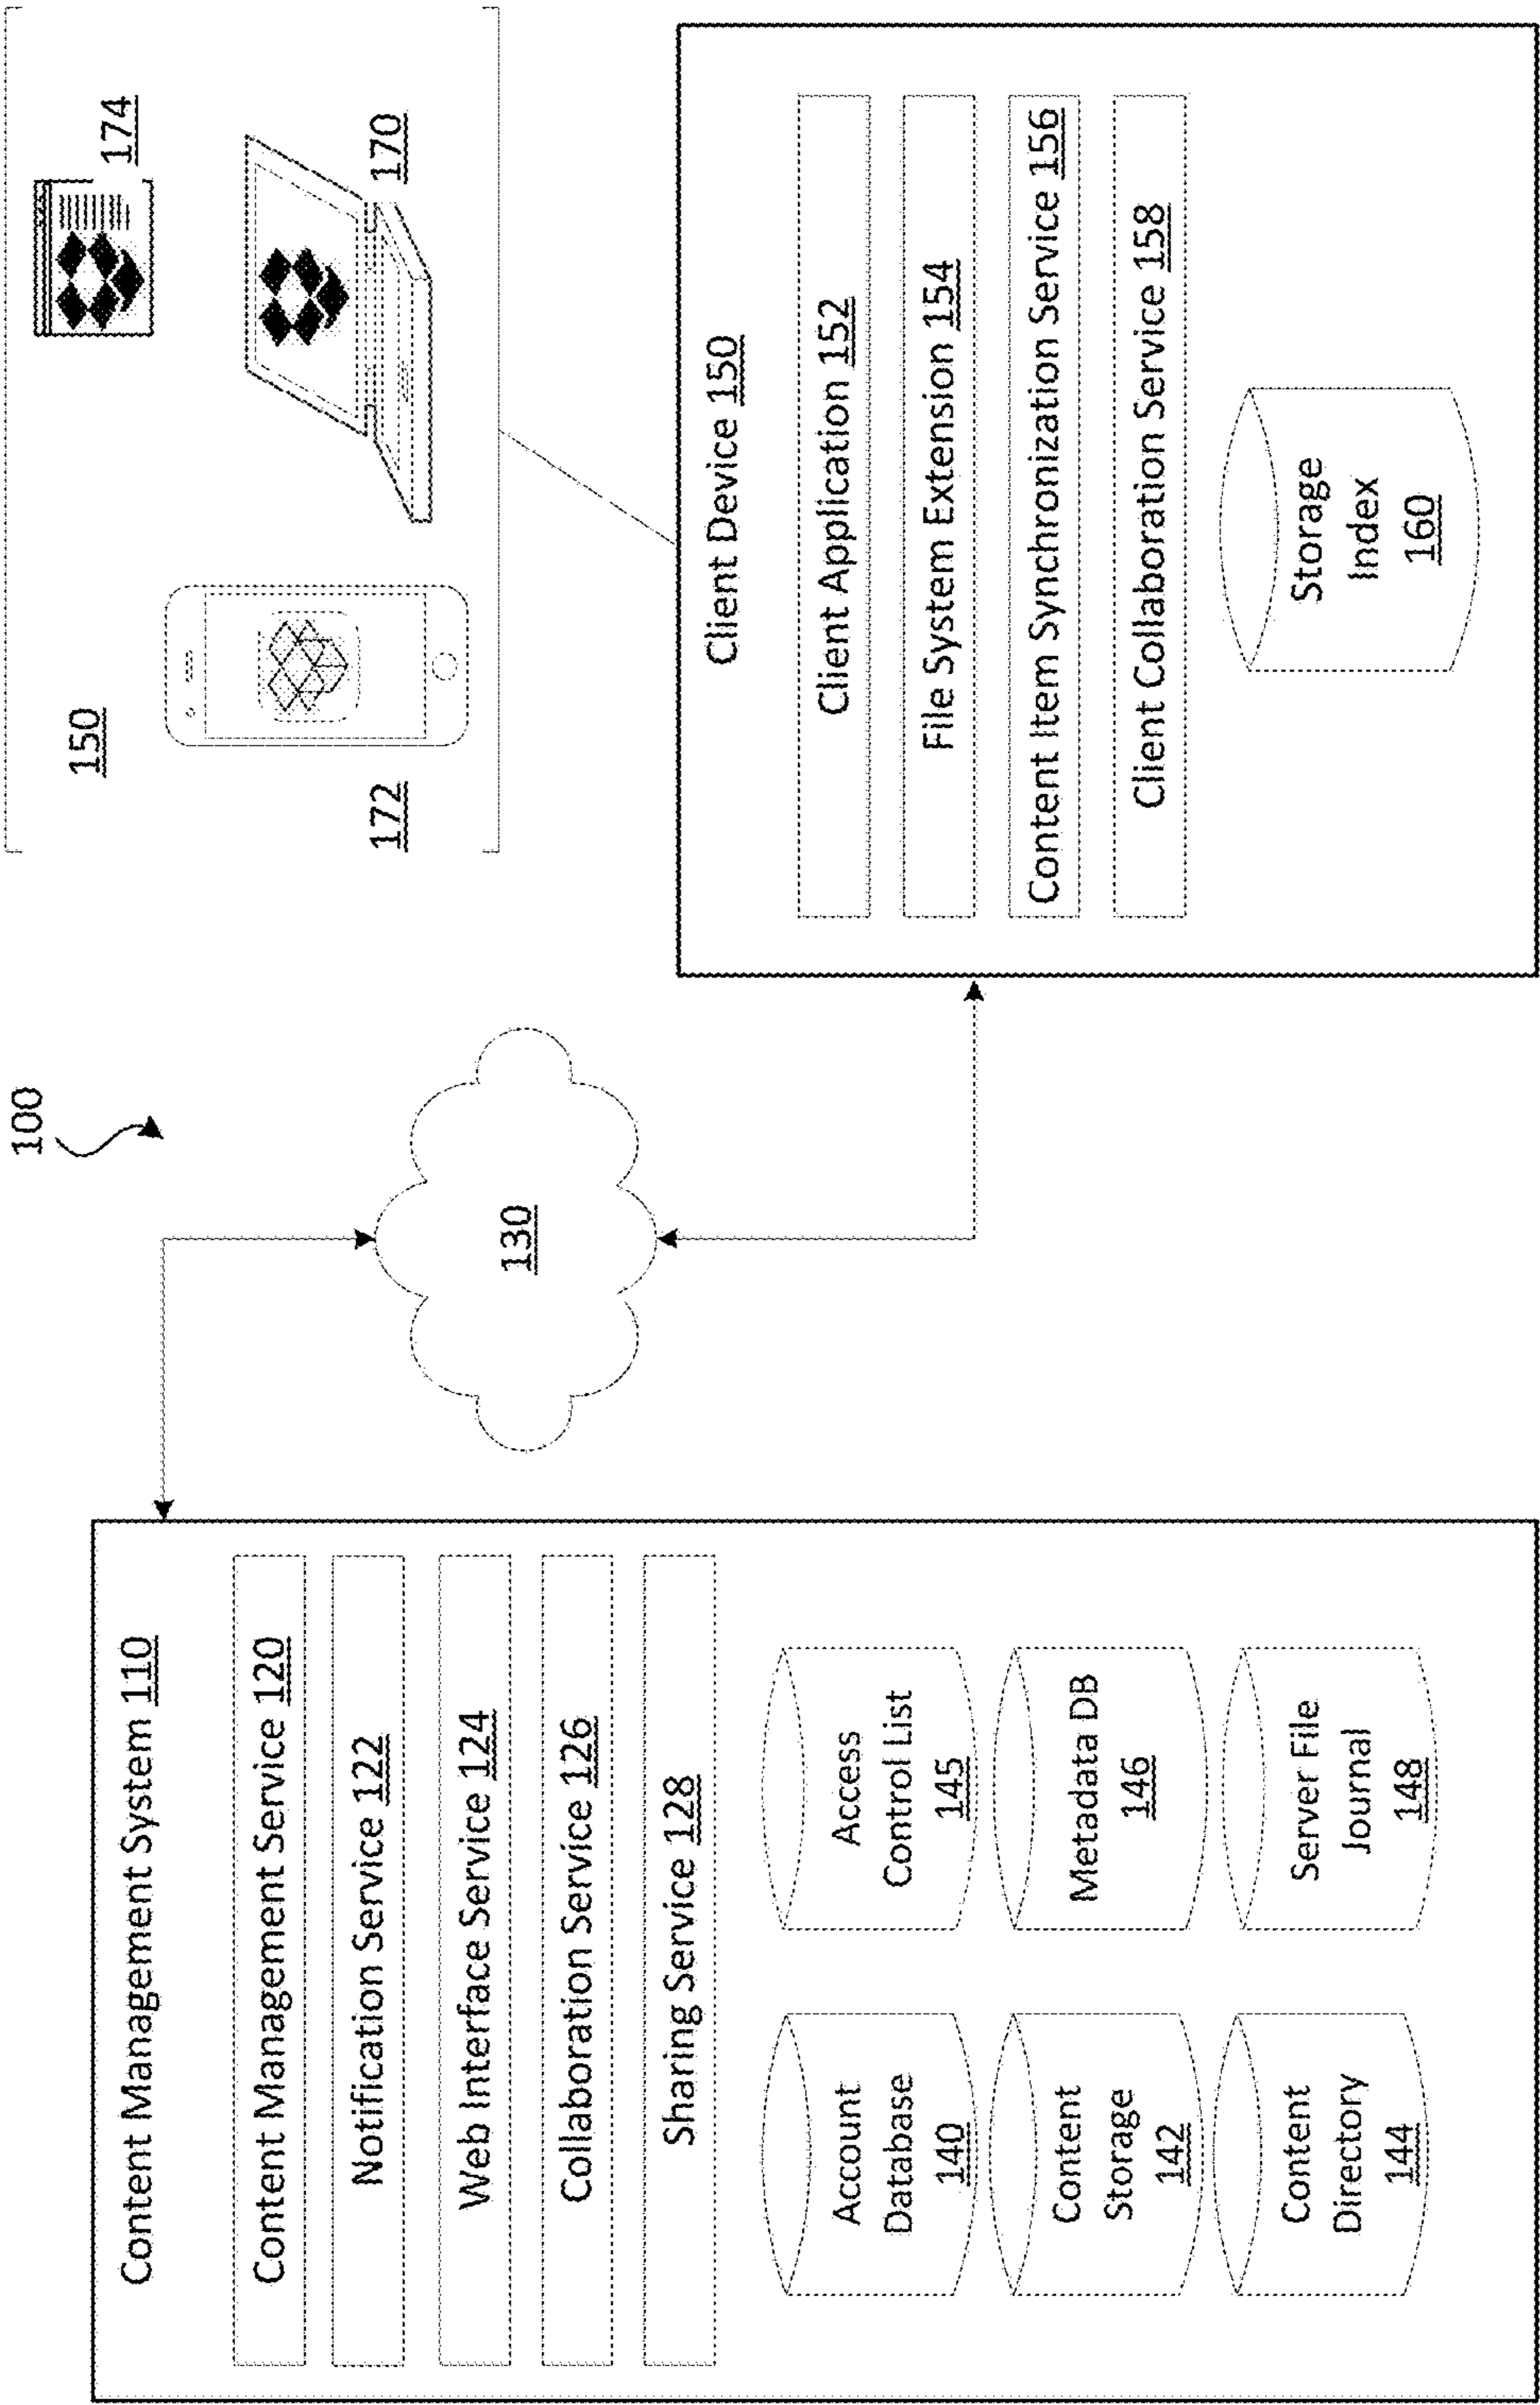 100
Content Management System 110
Content Management Service 120
Notification Service 122
Web Interface Service 124
Collaboration Service 126
Sharing Service 128
Account
Database
140
Access
Control List
145
Content
Storage
142
Metadata DB
146
Content
Directory
144
Server File
Journal
148
130
150
172
174
170
Client Device 150
Client Application 152
File System Extension 154
Content Item Synchronization Service 156
Client Collaboration Service 158
Storage
Index
160